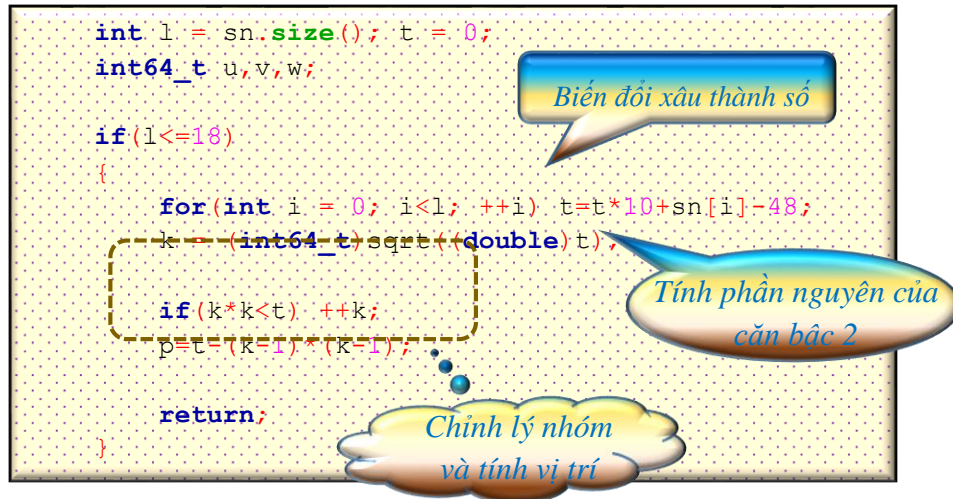 int l = sn.size(); t = 0;
int64_t u,v,w;
Biến đổi xâu thành số
if(l<=18)
{
for(int i = 0; i<l; ++i) t=t*10+sn[i]-48;
k = (int64_t)sqrt((double)t);
Tính phần nguyên của
căn bậc 2
if(k*k<t) ++k;
p=t-(k-1)*(k-1);
return;
Chỉnh lý nhóm
và tính vị trí
}